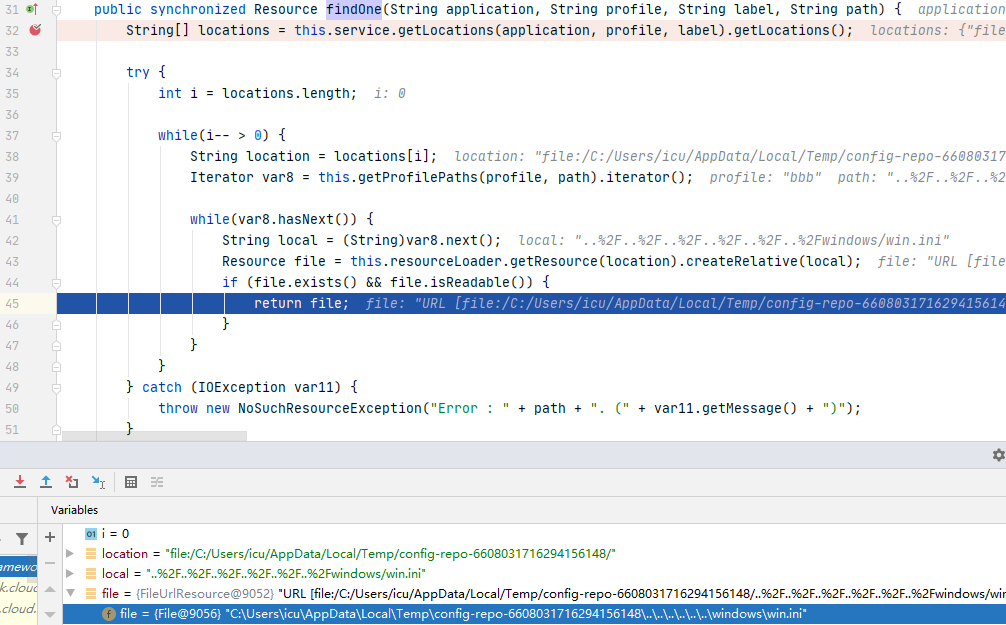 31 public synchronized Resource findOne(String application, String profile, String label, String path) { application
32 String[] locations = this.service.getLocations(application, profile, label).getLocations(); locations: {"file
33
34 try {
35 int i = locations.length; i: 0
36
37 while(i-- > 0) {
38 String location = locations[i]; location: "file:/C:/Users/icu/AppData/Local/Temp/config-repo-66080317
39 Iterator var8 = this.getProfilePaths(profile, path).iterator(); profile: "bbb" path: "..%2F..%2F..%2
40
41 while(var8.hasNext()) {
42 String local = (String)var8.next(); local: "..%2F..%2F..%2F..%2F..%2F..%2Fwindows/win.ini"
43 Resource file = this.resourceLoader.getResource(location).createRelative(local); file: "URL [file
44 if (file.exists() && file.isReadable()) {
45 return file; file: "URL [file:/C:/Users/icu/AppData/Local/Temp/config-repo-660803171629415614
46 }
47 }
48 }
49 } catch (IOException var11) {
50 throw new NoSuchResourceException("Error : " + path + ". (" + var11.getMessage() + ")");
51 }
Variables
01 i = 0
location = "file:/C:/Users/icu/AppData/Local/Temp/config-repo-6608031716294156148/"
amewo
local = "..%2F..%2F..%2F..%2F..%2F..%2Fwindows/win.ini"
k.cloud
file = {FileUrlResource@9052} "URL [file:/C:/Users/icu/AppData/Local/Temp/config-repo-6608031716294156148/..%2F..%2F..%2F..%2F..%2F..%2Fwindows/wi
.cloud.
f file = {File@9056} "C:\Users\icu\AppData\Local\Temp\config-repo-6608031716294156148\..\..\..\..\..\..\windows\win.ini"